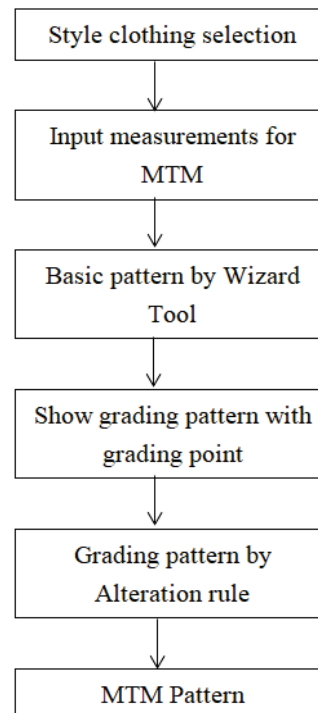 Style clothing selection
Input measurements for
MTM
Basic pattern by Wizard
Tool
Show grading pattern with
grading point
Grading pattern by
Alteration rule
MTM Pattern